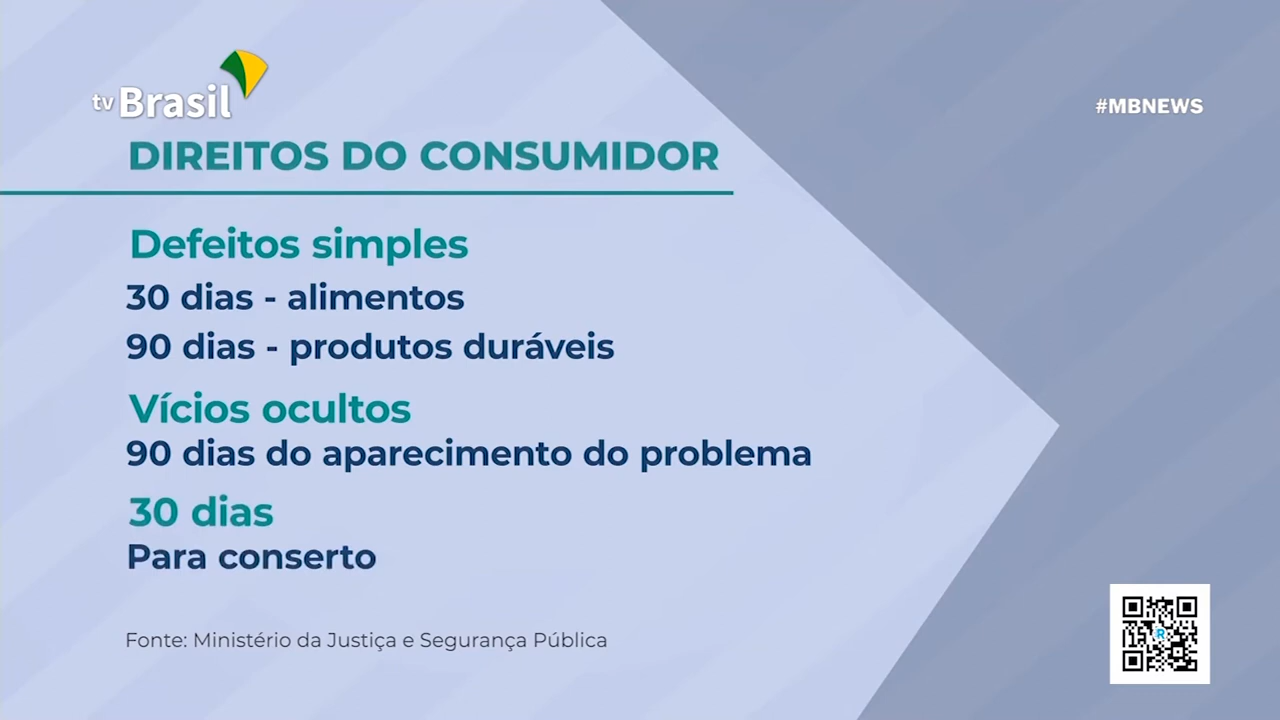 tv Brasil
#MBNEWS
DIREITOS DO CONSUMIDOR
Defeitos simples
30 dias - alimentos
90 dias - produtos duráveis
Vícios ocultos
90 dias do aparecimento do problema
30 dias
Para conserto
Fonte: Ministério da Justiça e Segurança Pública
R